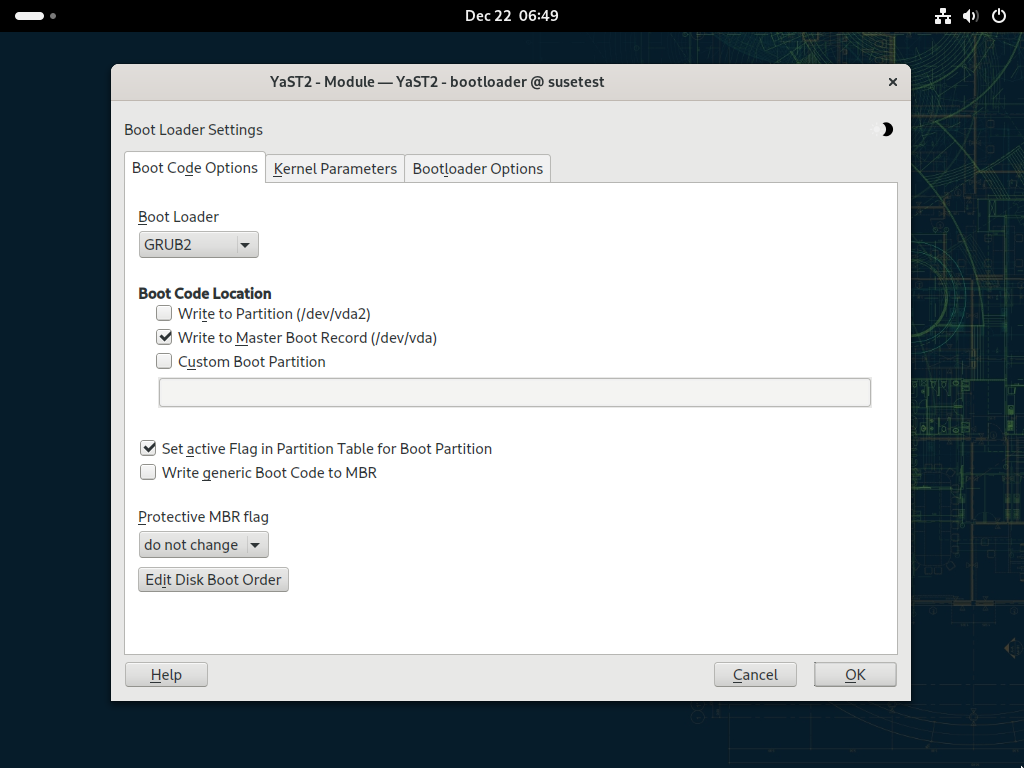 Dec 22 06:49
YaST2 - Module — YaST2 - bootloader @ susetest
Boot Loader Settings
Boot Code Options
Kernel Parameters
Bootloader Options
Boot Loader
GRUB2
Boot Code Location
Write to Partition (/dev/vda2)
Write to Master Boot Record (/dev/vda)
Custom Boot Partition
Set active Flag in Partition Table for Boot Partition
Write generic Boot Code to MBR
Protective MBR flag
do not change
Edit Disk Boot Order
Help
Cancel
OK